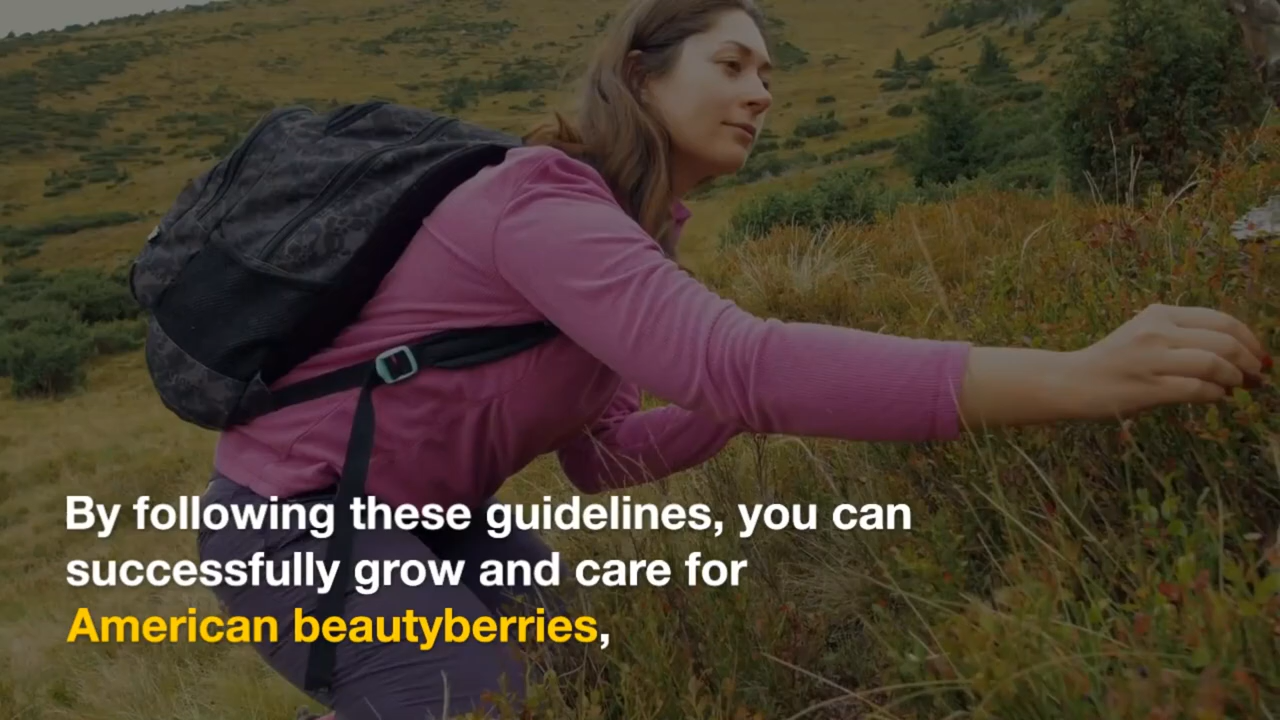 By following these guidelines, you can
successfully grow and care for
American beautyberries,